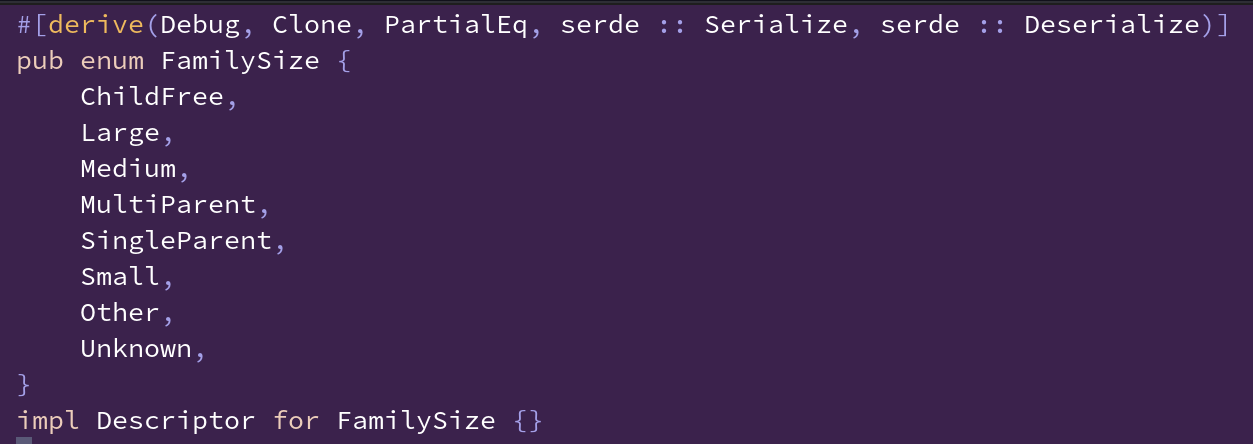 #[derive(Debug, Clone, PartialEq, serde :: Serialize, serde :: Deserialize)]
pub enum FamilySize {
    ChildFree,
    Large,
    Medium,
    MultiParent,
    SingleParent,
    Small,
    Other,
    Unknown,
}
impl Descriptor for FamilySize {}